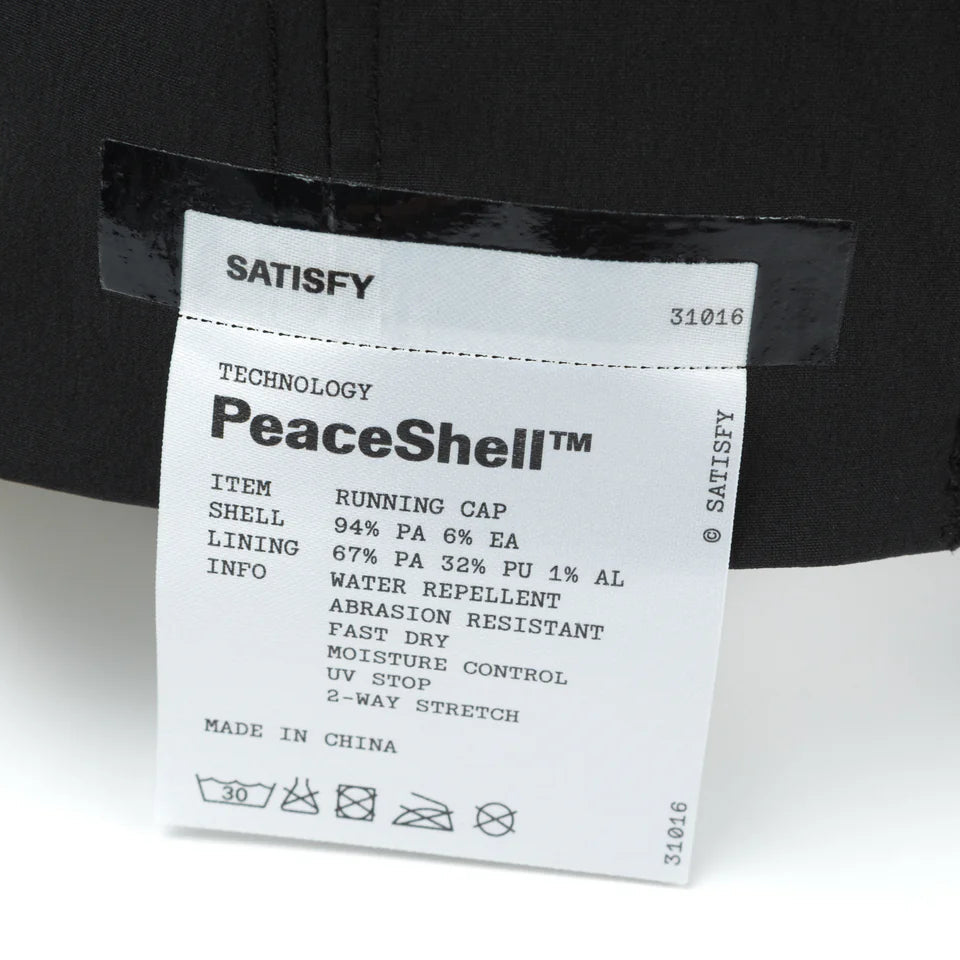 SATISFY
31016
TECHNOLOGY
PeaceShell™
ITEM RUNNING CAP
SHELL 94% PA 6% EA
LINING 67% PA 32% PU 1% AL
INFO WATER REPELLENT
ABRASION RESISTANT
FAST DRY
MOISTURE CONTROL
UV STOP
2-WAY STRETCH
MADE IN CHINA
30
© SATISFY
31016